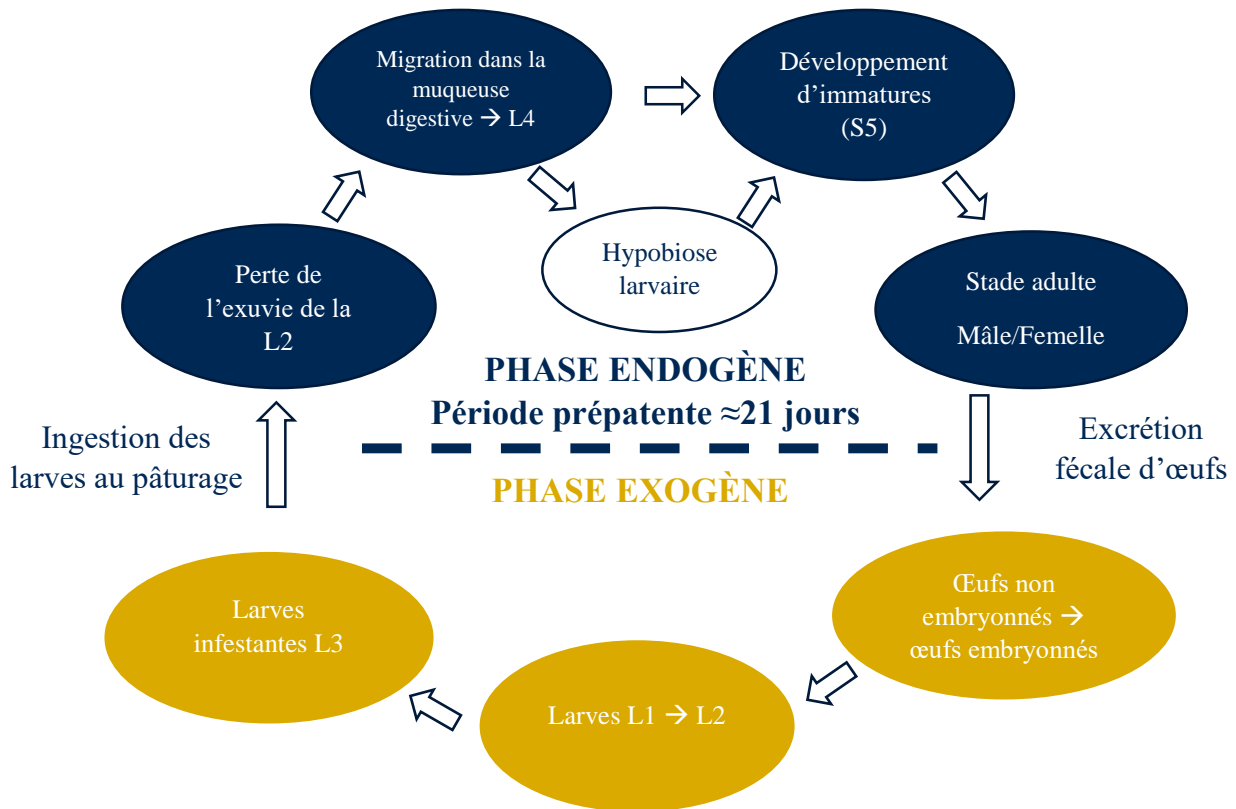 Migration dans la
muqueuse
digestive → L4
Développement
d’immatures
(S5)
Hypobiose
larvaire
Perte de
l’exuvie de la
L2
Stade adulte
Mâle/Femelle
PHASE ENDOGÈNE
Période prépatente ≈21 jours
Ingestion des
larves au pâturage
Excrétion
fécale d’œufs
PHASE EXOGÈNE
Larves
infestantes L3
Œufs non
embryonnés →
œufs embryonnés
Larves L1 → L2